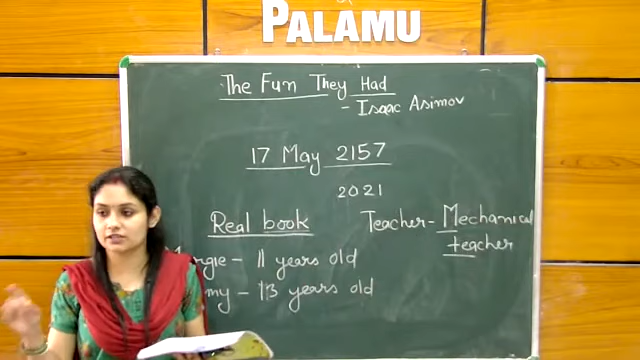 PALAMU
The Fun They Had
- Isaac Asimov
17 May 2157
2021
Real book
Teacher - Mechanical
teacher
- 11 years old
- 13 years old